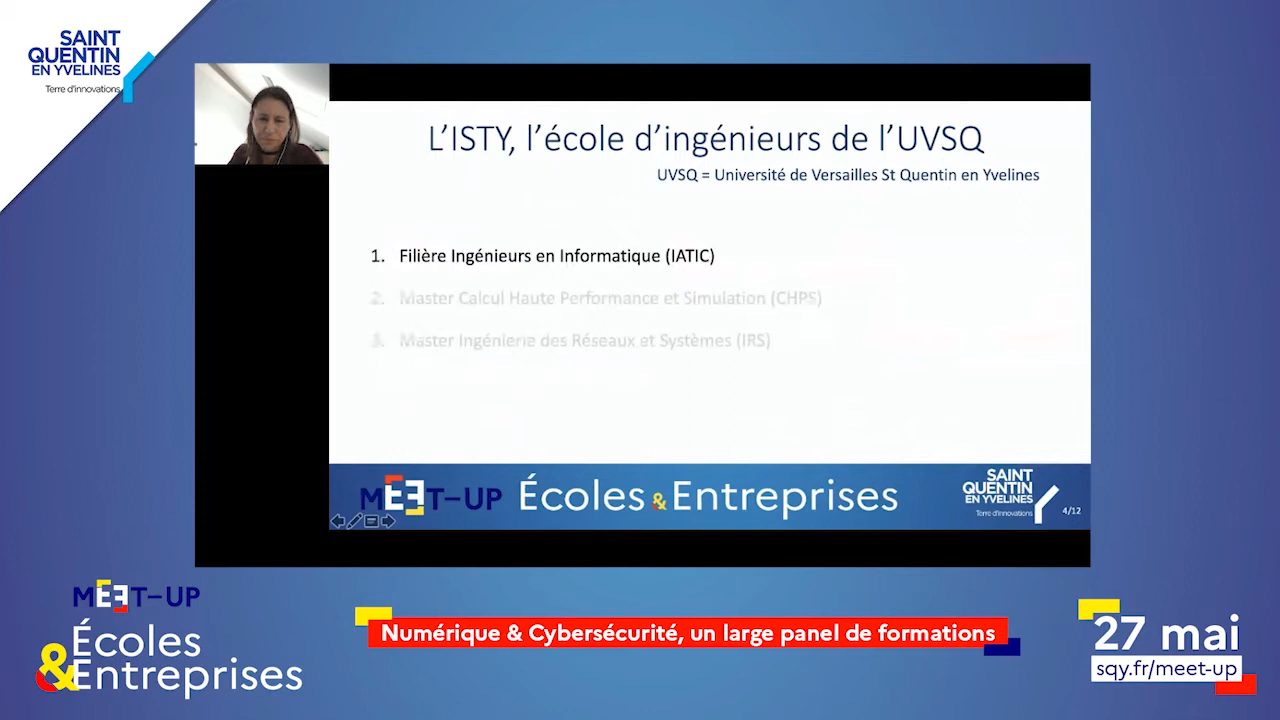 SAINT
QUENTIN
EN YVELINES
Terre d'innovations
L'ISTY, l'école d'ingénieurs de l'UVSQ
UVSQ = Université de Versailles St Quentin en Yvelines
1. Filière Ingénieurs en Informatique (IATIC)
2. Master Calcul Haute Performance et Simulation (CHPS)
3. Master Ingénierie des Réseaux et Systèmes (IRS)
MEET-UP Écoles & Entreprises
SAINT
QUENTIN
EN YVELINES
Terre d'innovations
4/12
MEET-UP
Écoles
&Entreprises
Numérique & Cybersécurité, un large panel de formations
27 mai
sqy.fr/meet-up